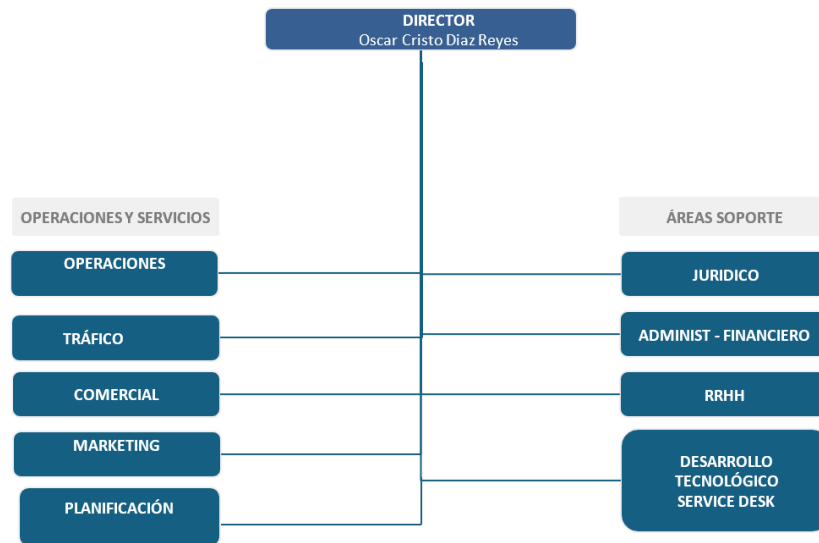 DIRECTOR
Oscar Cristo Diaz Reyes
OPERACIONES Y SERVICIOS
OPERACIONES
TRÁFICO
COMERCIAL
MARKETING
PLANIFICACIÓN
ÁREAS SOPORTE
JURIDICO
ADMINIST - FINANCIERO
RRHH
DESARROLLO
TECNOLÓGICO
SERVICE DESK